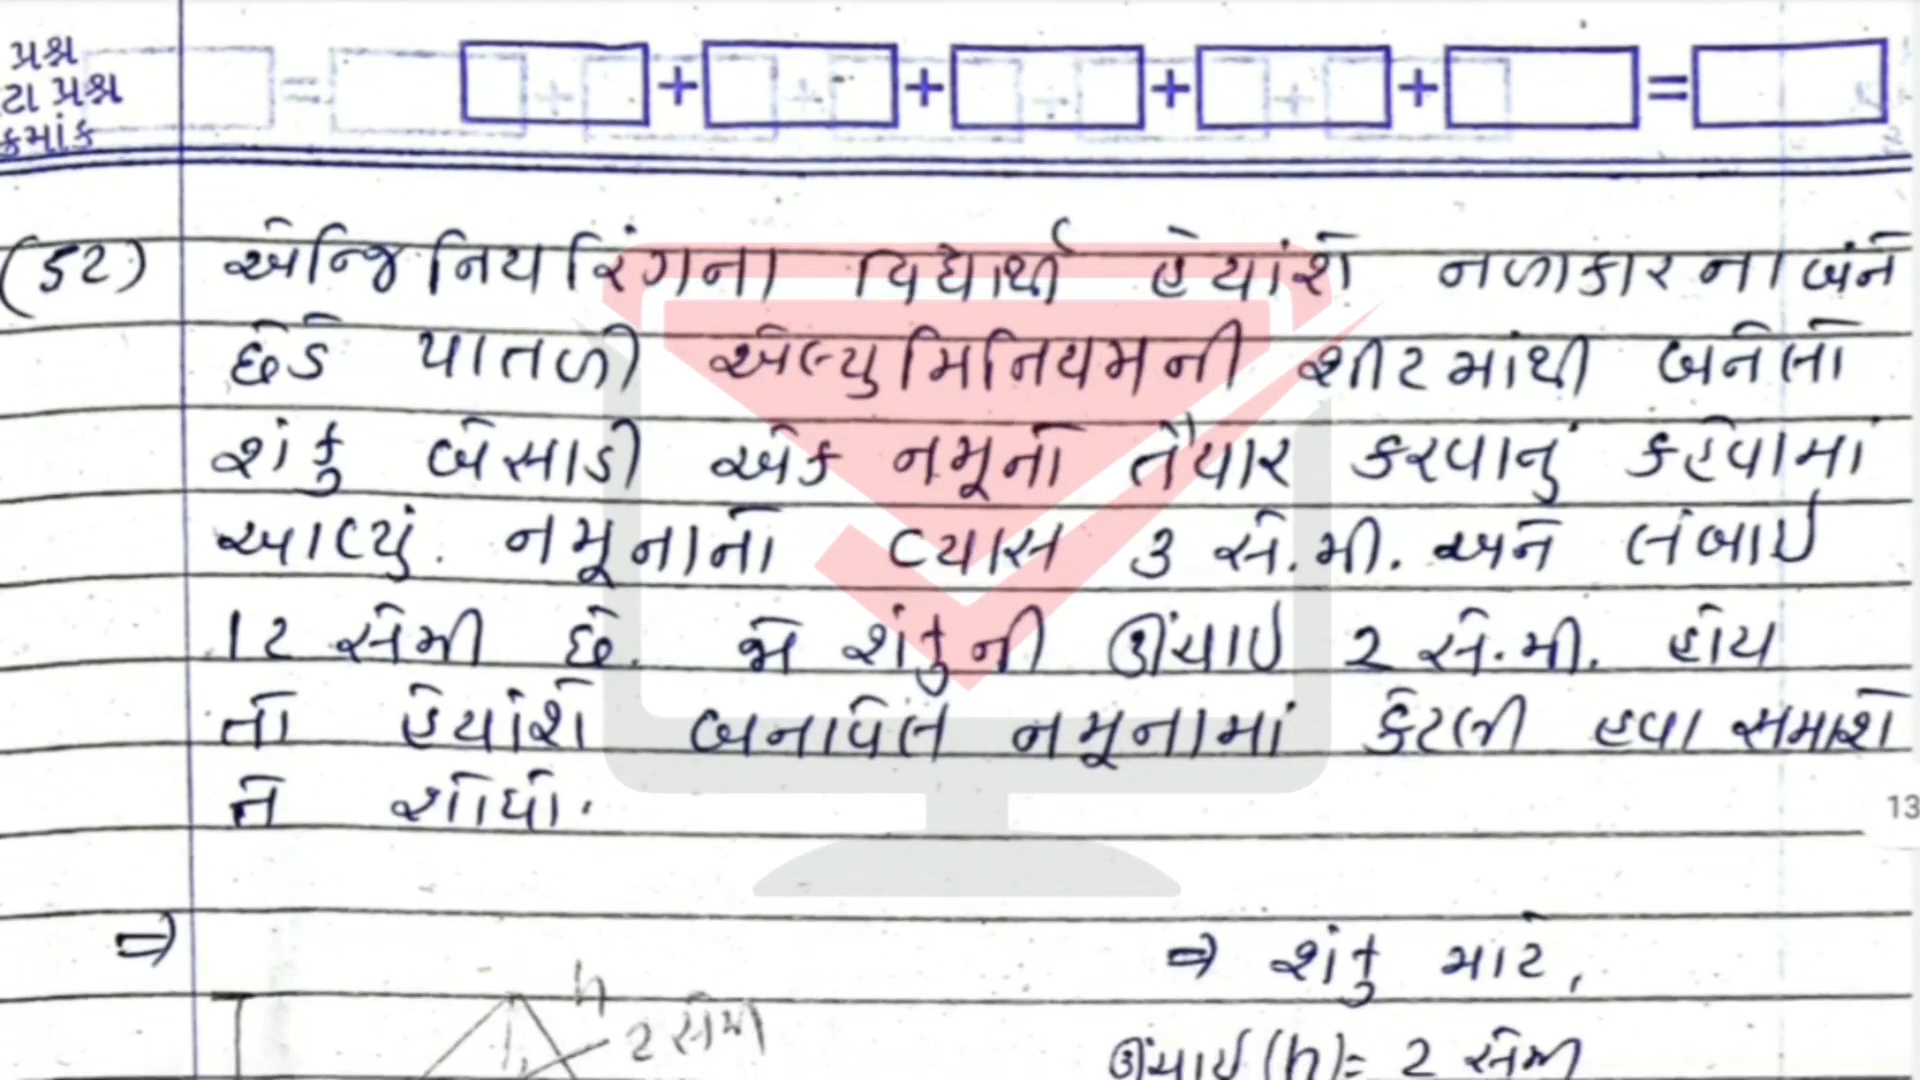 પ્રશ્ન
ટા પ્રશ્ન
ક્રમાંક
+ + + + =
(52) એન્જિનિયરિંગના વિદ્યાર્થી હેયાંશે નળાકારના બંને
છેડે પાતળી એલ્યુમિનિયમની શીટમાંથી બનેલો
શંકુ બેસાડી એક નમૂનો તૈયાર કરવાનું કહેવામાં
આવ્યું. નમૂનાનો વ્યાસ 3 સે.મી. અને લંબાઈ
12 સેમી છે. જો શંકુની ઊંચાઈ 2 સે.મી. હોય
તો હેયાંશે બનાવેલ નમૂનામાં કેટલી હવા સમાશે
તે શોધો.
13
⇒ ⇒ શંકુ માટે,
h
2 સેમી ઊંચાઈ (h) = 2 સેમી